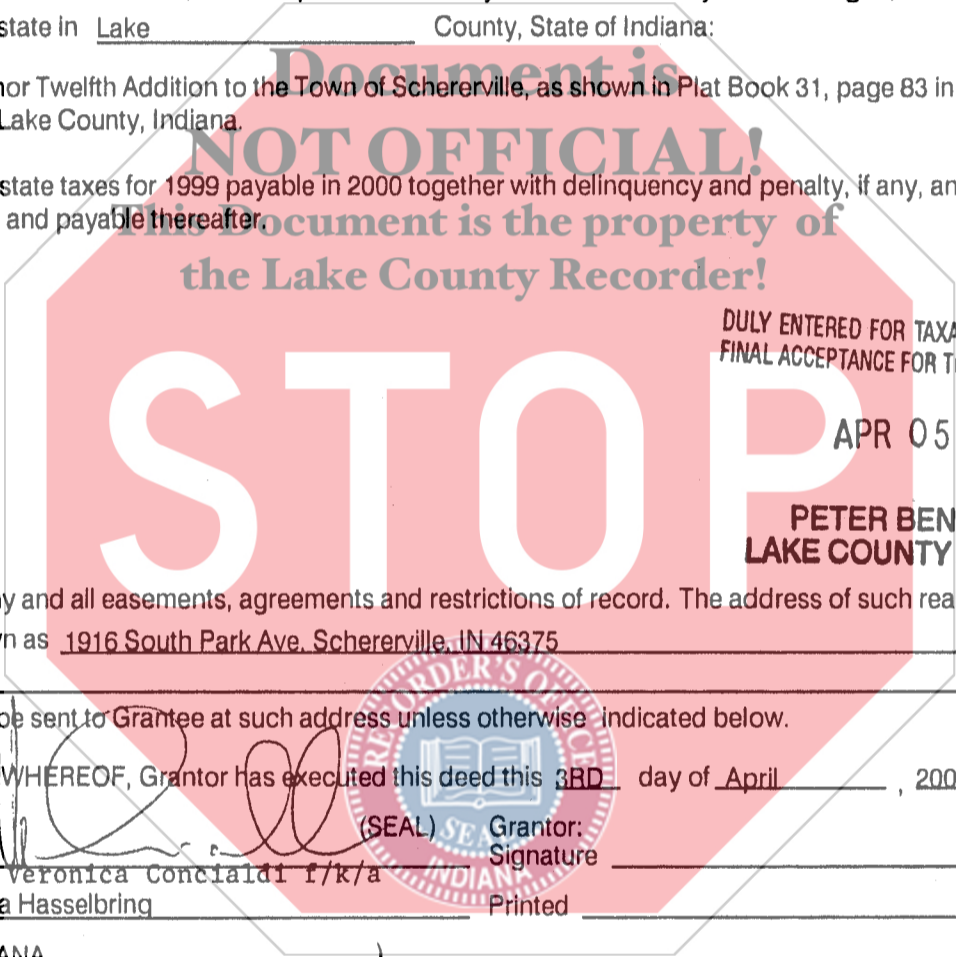 state in Lake County, State of Indiana:
Document is
nor Twelfth Addition to the Town of Schererville, as shown in Plat Book 31, page 83 in
Lake County, Indiana.
NOT OFFICIAL!
state taxes for 1999 payable in 2000 together with delinquency and penalty, if any, an
and payable thereafter.
This Document is the property of
the Lake County Recorder!
DULY ENTERED FOR TAXA
FINAL ACCEPTANCE FOR T
STOP
APR 05
PETER BEN
LAKE COUNTY
y and all easements, agreements and restrictions of record. The address of such rea
n as 1916 South Park Ave. Schererville, IN 46375
RECORDER'S OFFICE
be sent to Grantee at such address unless otherwise indicated below.
WHEREOF, Grantor has executed this deed this 3RD day of April , 200
(SEAL) Grantor:
SEAL
Signature
INDIANA
Veronica Concialdi f/k/a
a Hasselbring Printed
ANA )